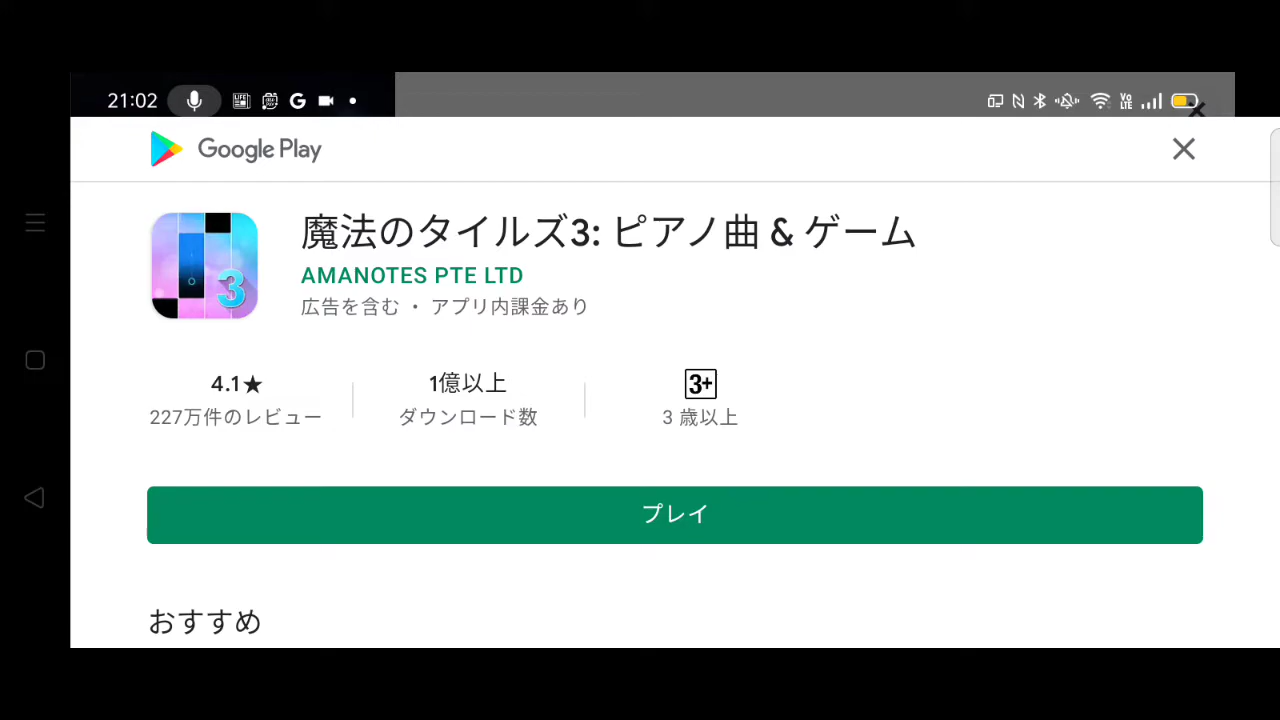 21:02
Google Play
魔法のタイルズ3: ピアノ曲 & ゲーム
AMANOTES PTE LTD
広告を含む ・ アプリ内課金あり
3
4.1★ 1億以上 3+
227万件のレビュー ダウンロード数 3 歳以上
プレイ
おすすめ